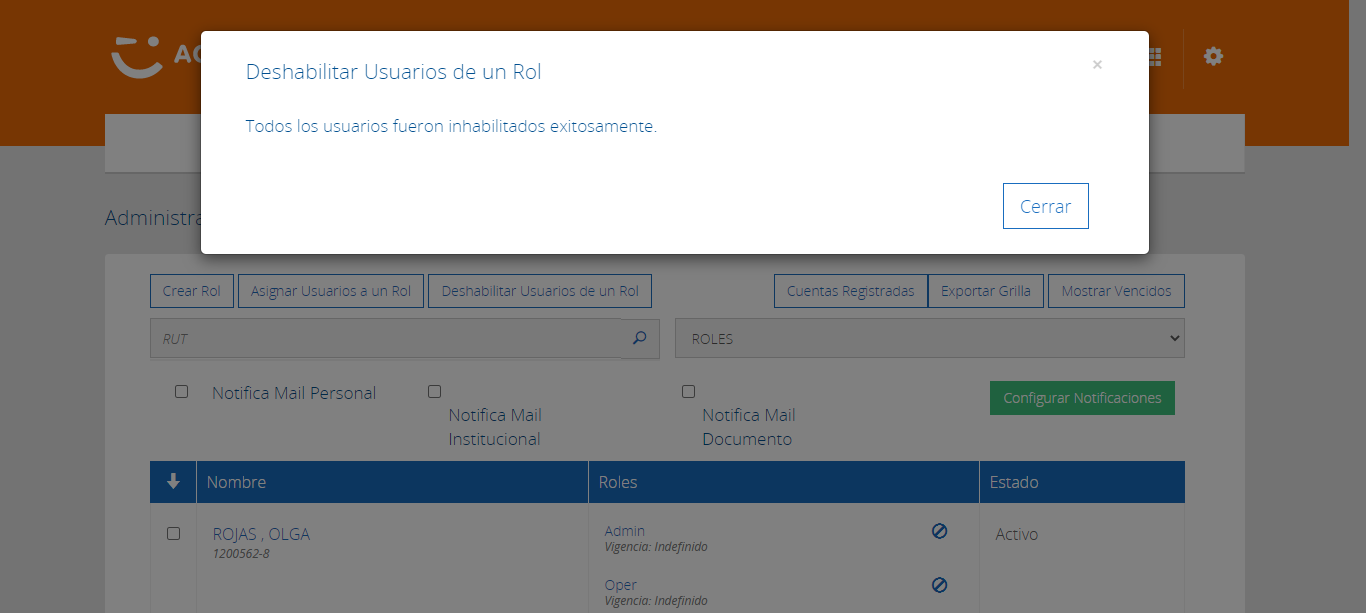 Deshabilitar Usuarios de un Rol
×
Todos los usuarios fueron inhabilitados exitosamente.
Cerrar
Crear Rol
Asignar Usuarios a un Rol
Deshabilitar Usuarios de un Rol
Cuentas Registradas
Exportar Grilla
Mostrar Vencidos
RUT
ROLES
Notifica Mail Personal
Notifica Mail
Institucional
Notifica Mail
Documento
Configurar Notificaciones
Nombre
Roles
Estado
ROJAS , OLGA
1200562-8
Admin
Vigencia: Indefinido
Activo
Oper
Vigencia: Indefinido